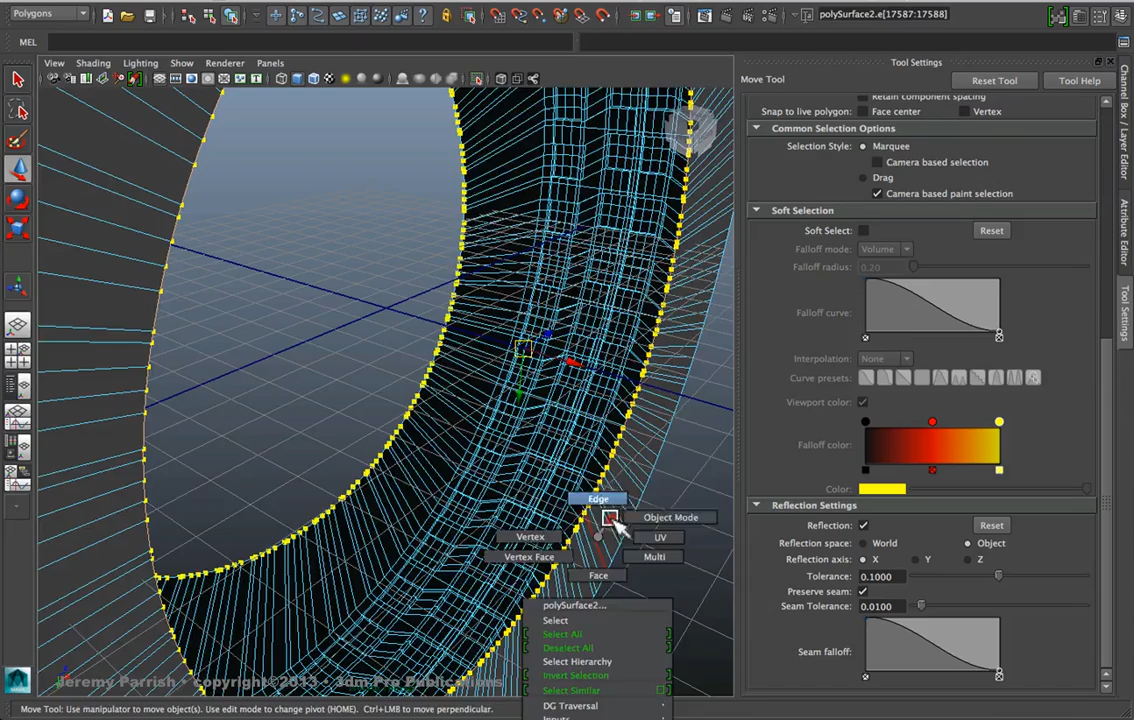 Polygons
polySurface2.e[17587:17588]
MEL
View Shading Lighting Show Renderer Panels
Tool Settings
Move Tool
Reset Tool
Tool Help
Retain component spacing
Snap to live polygon: Face center Vertex
Common Selection Options
Selection Style: Marquee
Camera based selection
Drag
Camera based paint selection
Soft Selection
Soft Select: Reset
Falloff mode: Volume
Falloff radius: 0.20
Falloff curve:
Interpolation: None
Curve presets:
Viewport color:
Falloff color:
Color:
Reflection Settings
Reflection: Reset
Reflection space: World Object
Reflection axis: X Y Z
Tolerance: 0.1000
Preserve seam:
Seam Tolerance: 0.0100
Seam falloff:
Channel Box / Layer Editor
Attribute Editor
Tool Settings
Edge
Object Mode
Vertex
UV
Vertex Face
Multi
Face
polySurface2...
Select
Select All
Deselect All
Select Hierarchy
Invert Selection
Select Similar
DG Traversal
Inputs
Jeremy Parrish • copyright©2013 • 3dm Pro Publications
Move Tool: Use manipulator to move object(s). Use edit mode to change pivot (HOME). Ctrl+LMB to move perpendicular.